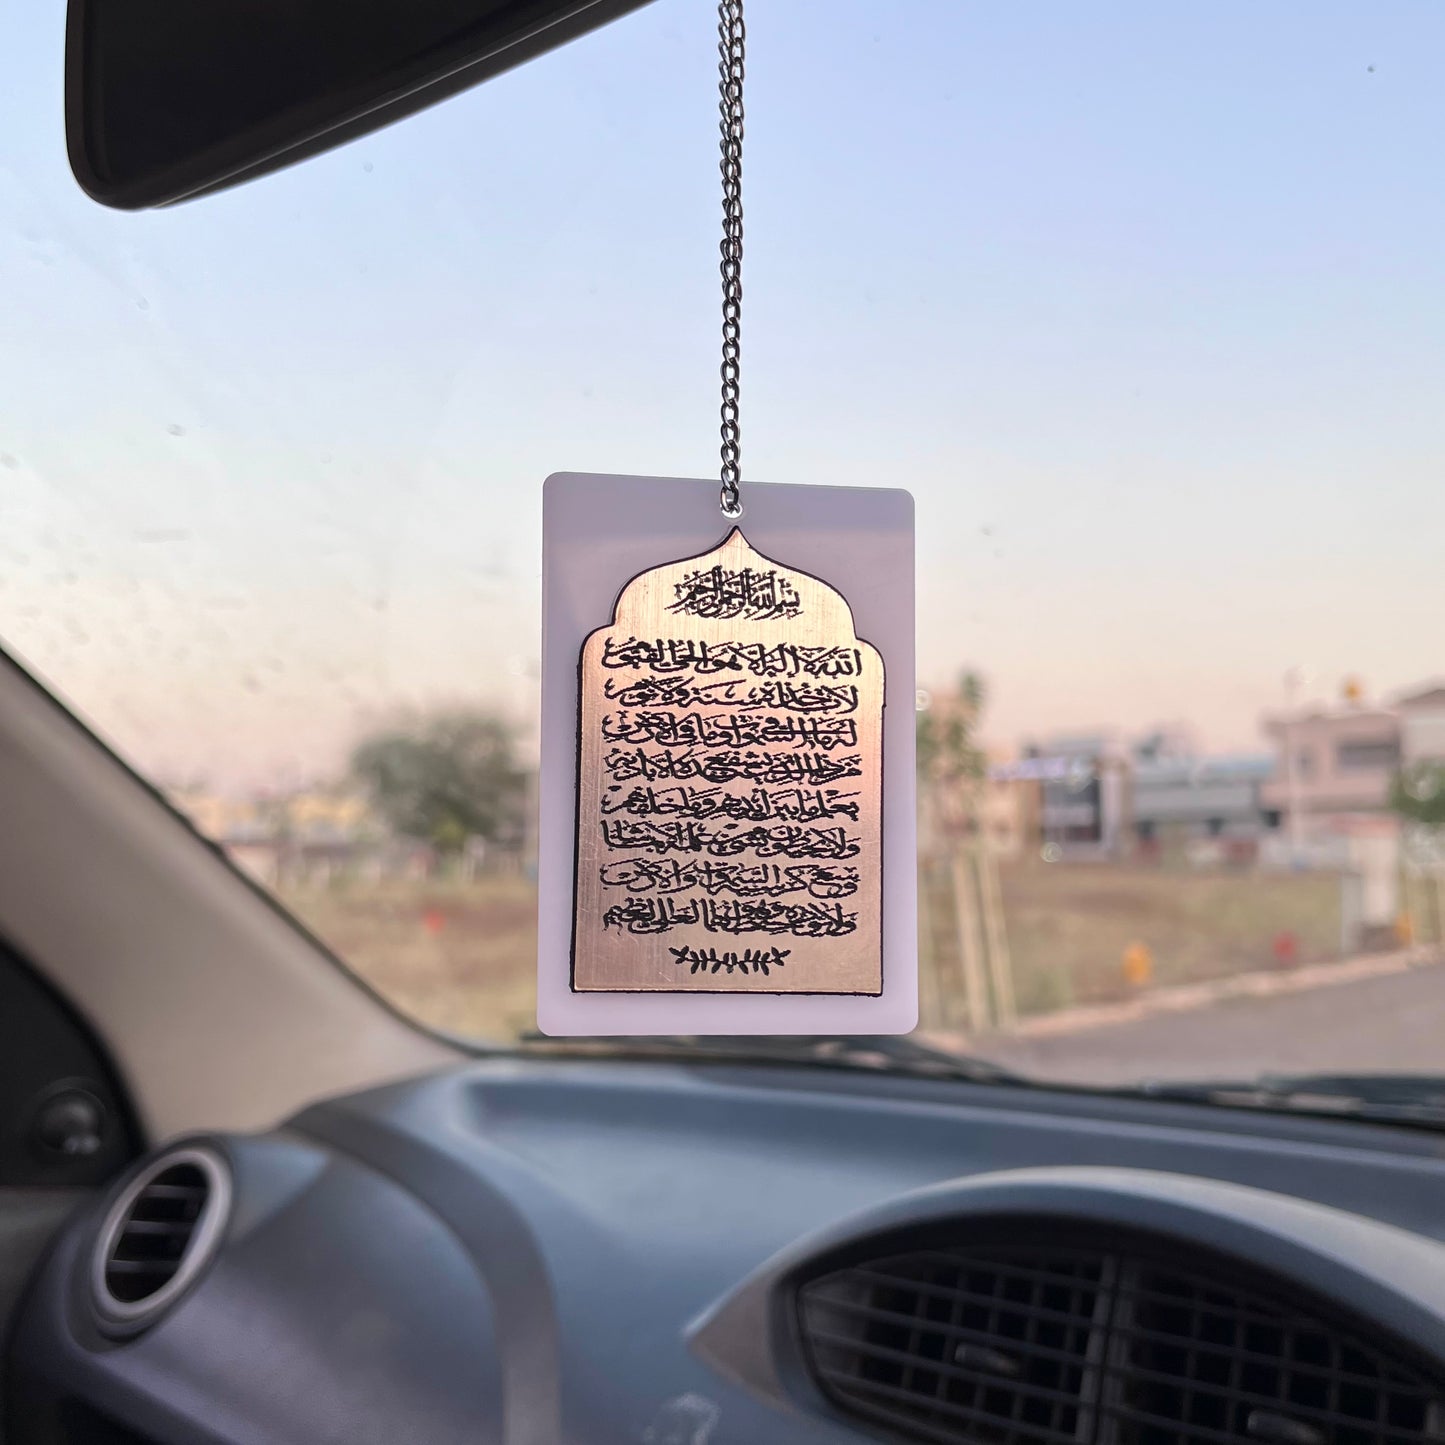 بسم الله الرحمن الرحيم
الله لا إله إلا هو الحي القيوم
لا تأخذه سنة ولا نوم
له ما في السموات وما في الأرض
من ذا الذي يشفع عنده إلا بإذنه
يعلم ما بين أيديهم وما خلفهم
ولا يحيطون بشيء من علمه إلا بما شاء
وسع كرسيه السموات والأرض
ولا يؤوده حفظهما وهو العلي العظيم